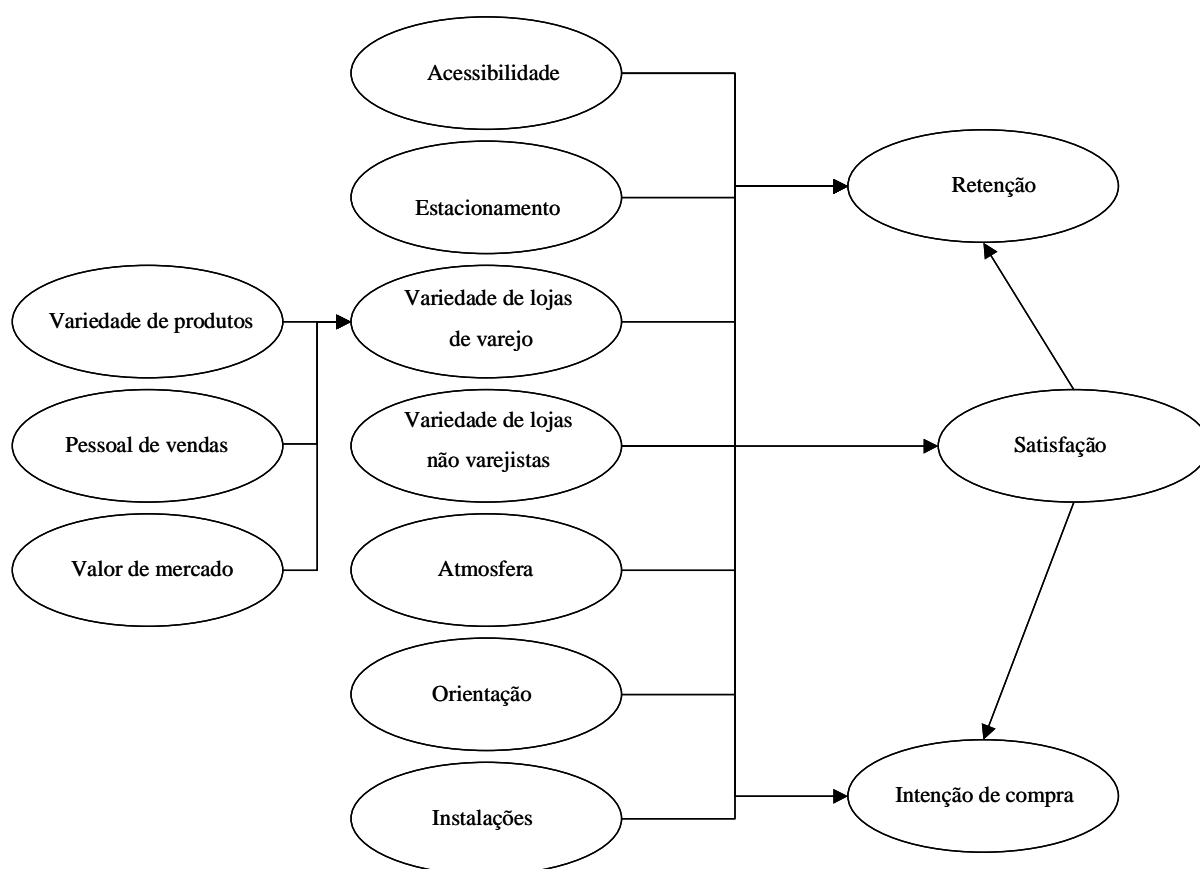 Acessibilidade
Estacionamento
Variedade de lojas
de varejo
Variedade de lojas
não varejistas
Atmosfera
Orientação
Instalações
Variedade de produtos
Pessoal de vendas
Valor de mercado
Retenção
Satisfação
Intenção de compra